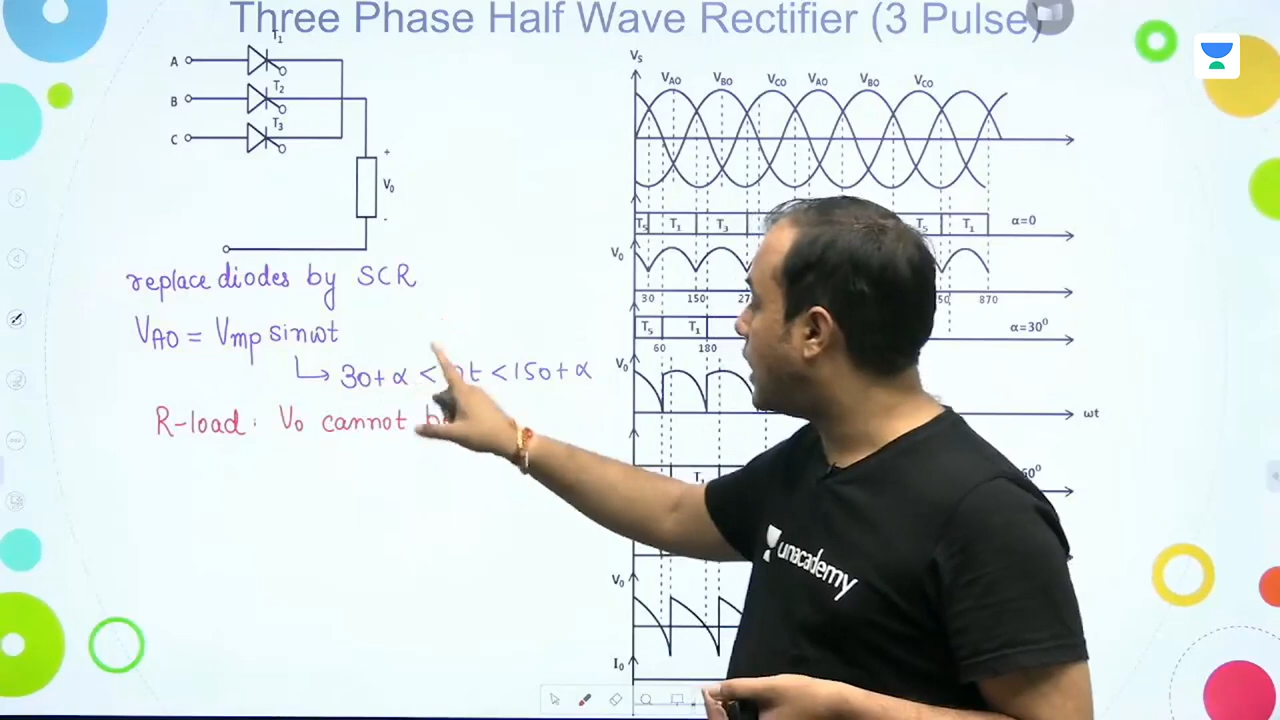 Three Phase Half Wave Rectifier (3 Pulse)
A
T1
B
T2
C
T3
+
V0
-
replace diodes by SCR
VAO = Vmp sinωt
↳ 30+α < ωt < 150+α
R-load: V0 cannot
VS
VAO VBO VCO VAO VBO VCO
T5 T1 T3 T5 T1 α=0
V0
30 150 870
T5 T1 α=30⁰
60 180
V0
ωt
V0
I0
unacademy